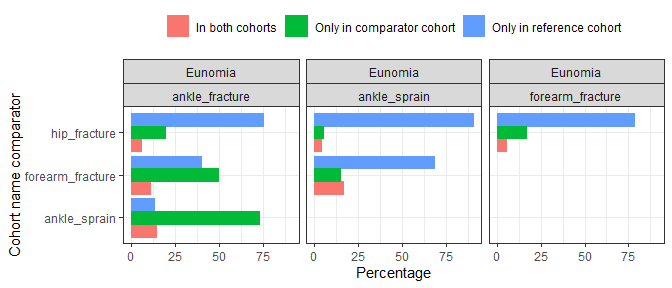 In both cohorts Only in comparator cohort Only in reference cohort
Eunomia Eunomia Eunomia
ankle_fracture ankle_sprain forearm_fracture
Cohort name comparator
hip_fracture
forearm_fracture
ankle_sprain
0 25 50 75 0 25 50 75 0 25 50 75
Percentage